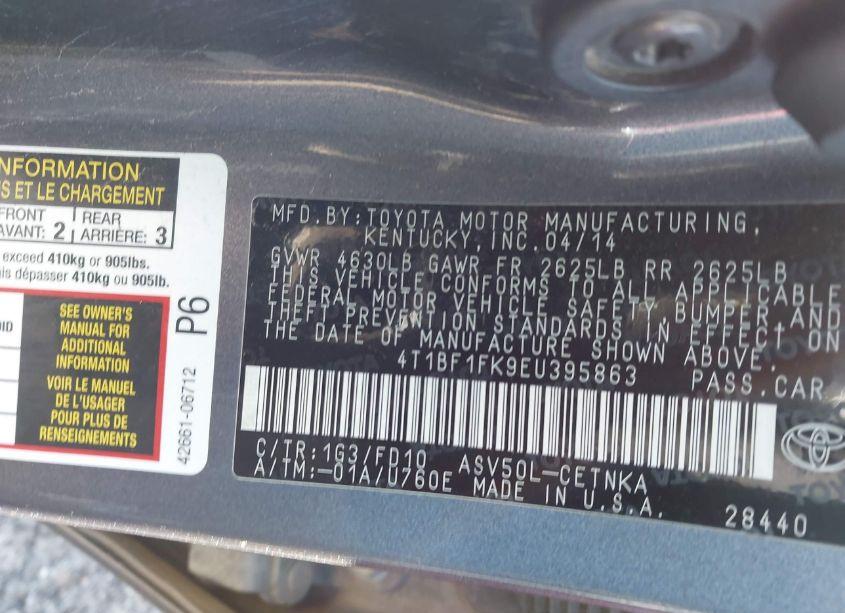 INFORMATION
S ET LE CHARGEMENT
FRONT
AVANT: 2
REAR
ARRIÈRE: 3
exceed 410kg or 905lbs.
dépasser 410kg ou 905lb.
SEE OWNER'S
MANUAL FOR
ADDITIONAL
INFORMATION
VOIR LE MANUEL
DE L'USAGER
POUR PLUS DE
RENSEIGNEMENTS
P6
42661-06712
MFD.BY:TOYOTA MOTOR MANUFACTURING,
KENTUCKY,INC.04/14
GVWR 4630LB GAWR FR 2625LB RR 2625LB
THIS VEHICLE CONFORMS TO ALL APPLICABLE
FEDERAL MOTOR VEHICLE SAFETY BUMPER AND
THEFT PREVENTION STANDARDS IN EFFECT ON
THE DATE OF MANUFACTURE SHOWN ABOVE.
4T1BF1FK9EU395863 PASS.CAR
C/TR:1G3/FD10 ASV50L-CETNKA
A/TM:-01A/U760E MADE IN U.S.A.
28440